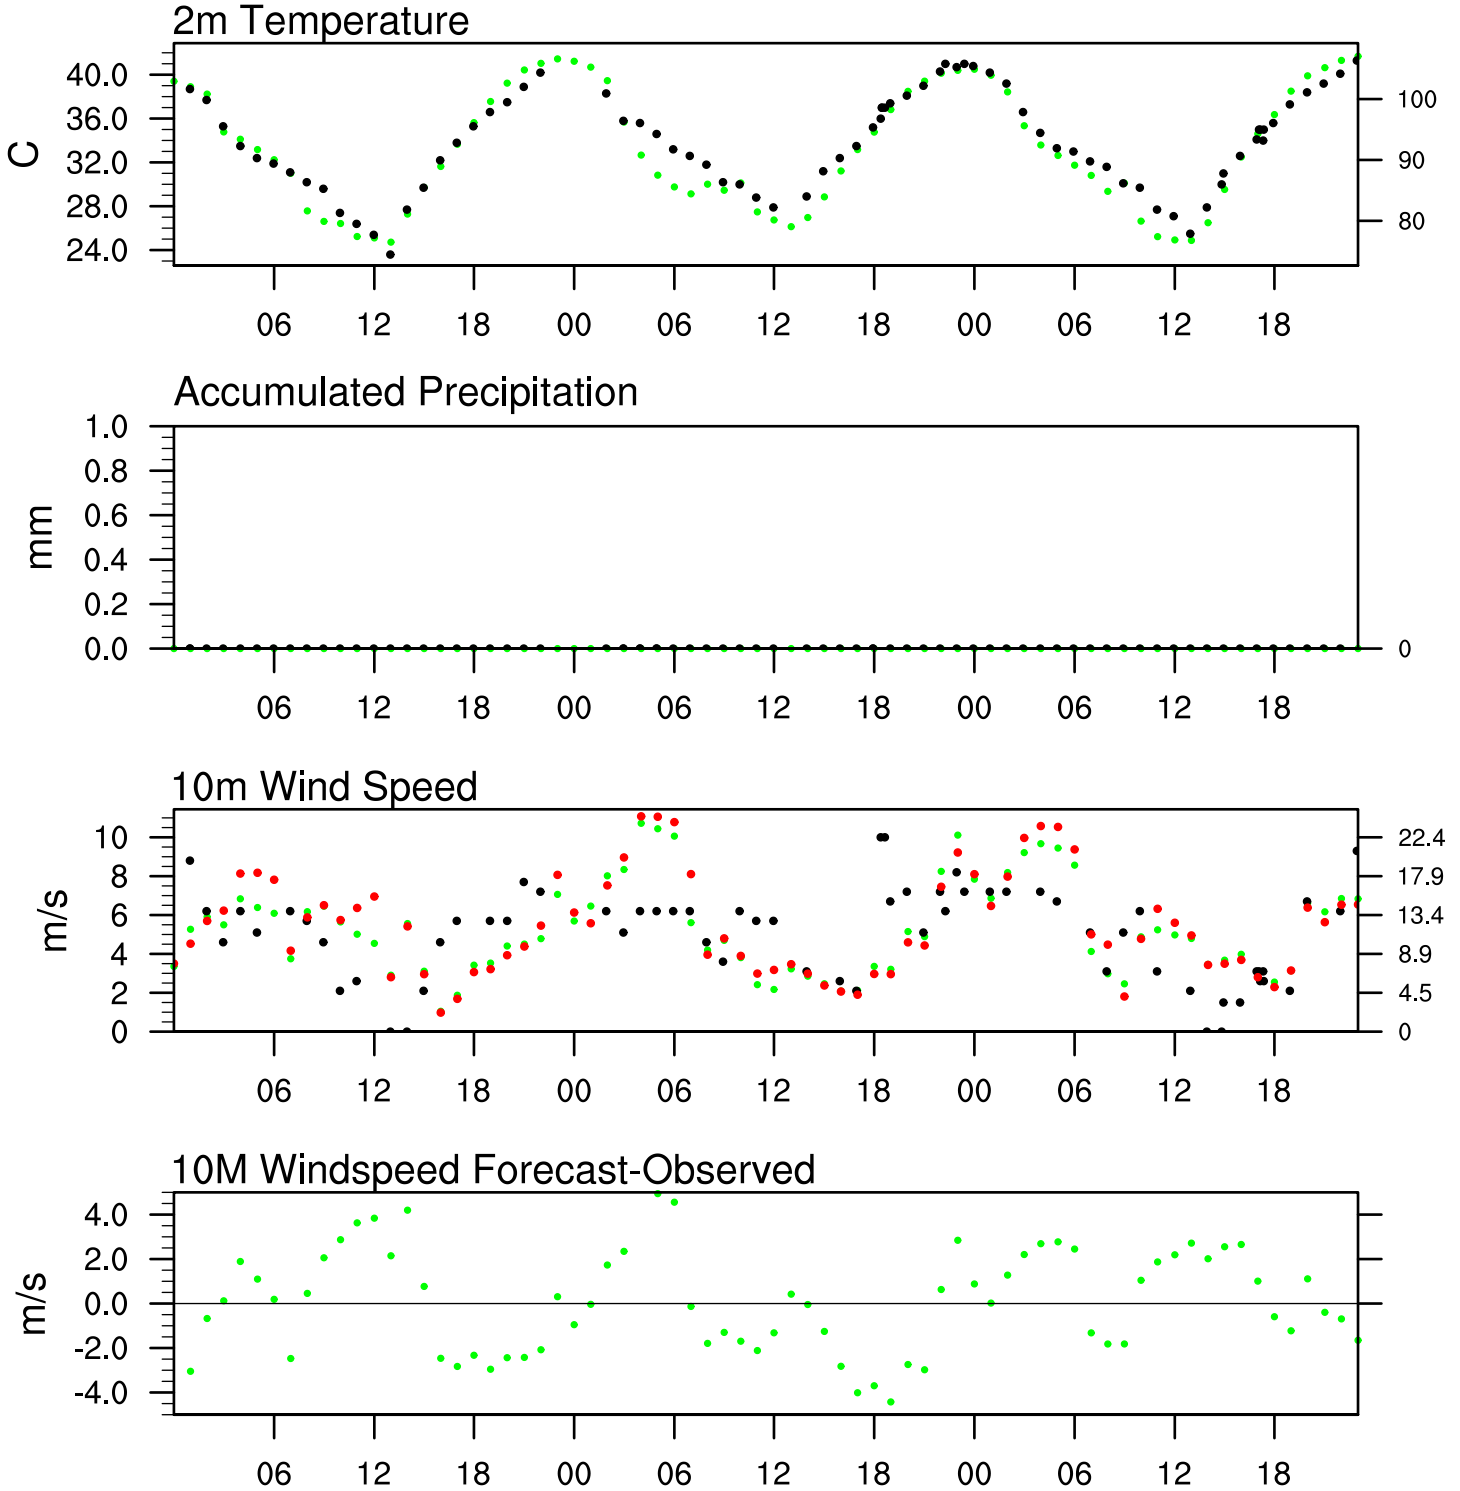 2m Temperature
40.0
36.0
32.0
28.0
24.0
C
100
90
80
06 12 18 00 06 12 18 00 06 12 18
Accumulated Precipitation
1.0
0.8
0.6
0.4
0.2
0.0
mm
0
06 12 18 00 06 12 18 00 06 12 18
10m Wind Speed
10
8
6
4
2
0
m/s
22.4
17.9
13.4
8.9
4.5
0
06 12 18 00 06 12 18 00 06 12 18
10M Windspeed Forecast-Observed
4.0
2.0
0.0
-2.0
-4.0
m/s
06 12 18 00 06 12 18 00 06 12 18